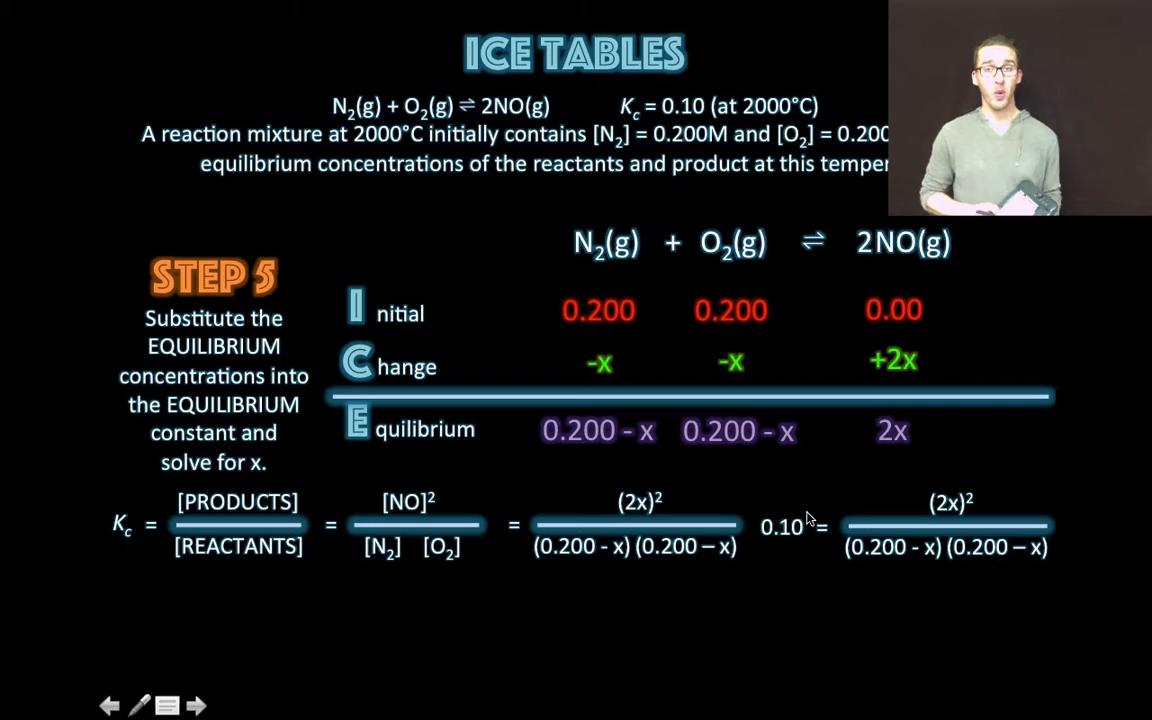 ICE TABLES
N₂(g) + O₂(g) ⇌ 2NO(g) Kc = 0.10 (at 2000°C)
A reaction mixture at 2000°C initially contains [N₂] = 0.200M and [O₂] = 0.200
equilibrium concentrations of the reactants and product at this temper
N₂(g) + O₂(g) ⇌ 2NO(g)
STEP 5
Substitute the
EQUILIBRIUM
concentrations into
the EQUILIBRIUM
constant and
solve for x.
Initial 0.200 0.200 0.00
Change -x -x +2x
Equilibrium 0.200 - x 0.200 - x 2x
Kc = [PRODUCTS] / [REACTANTS] = [NO]² / [N₂] [O₂] = (2x)² / (0.200 - x) (0.200 – x) 0.10 = (2x)² / (0.200 - x) (0.200 – x)